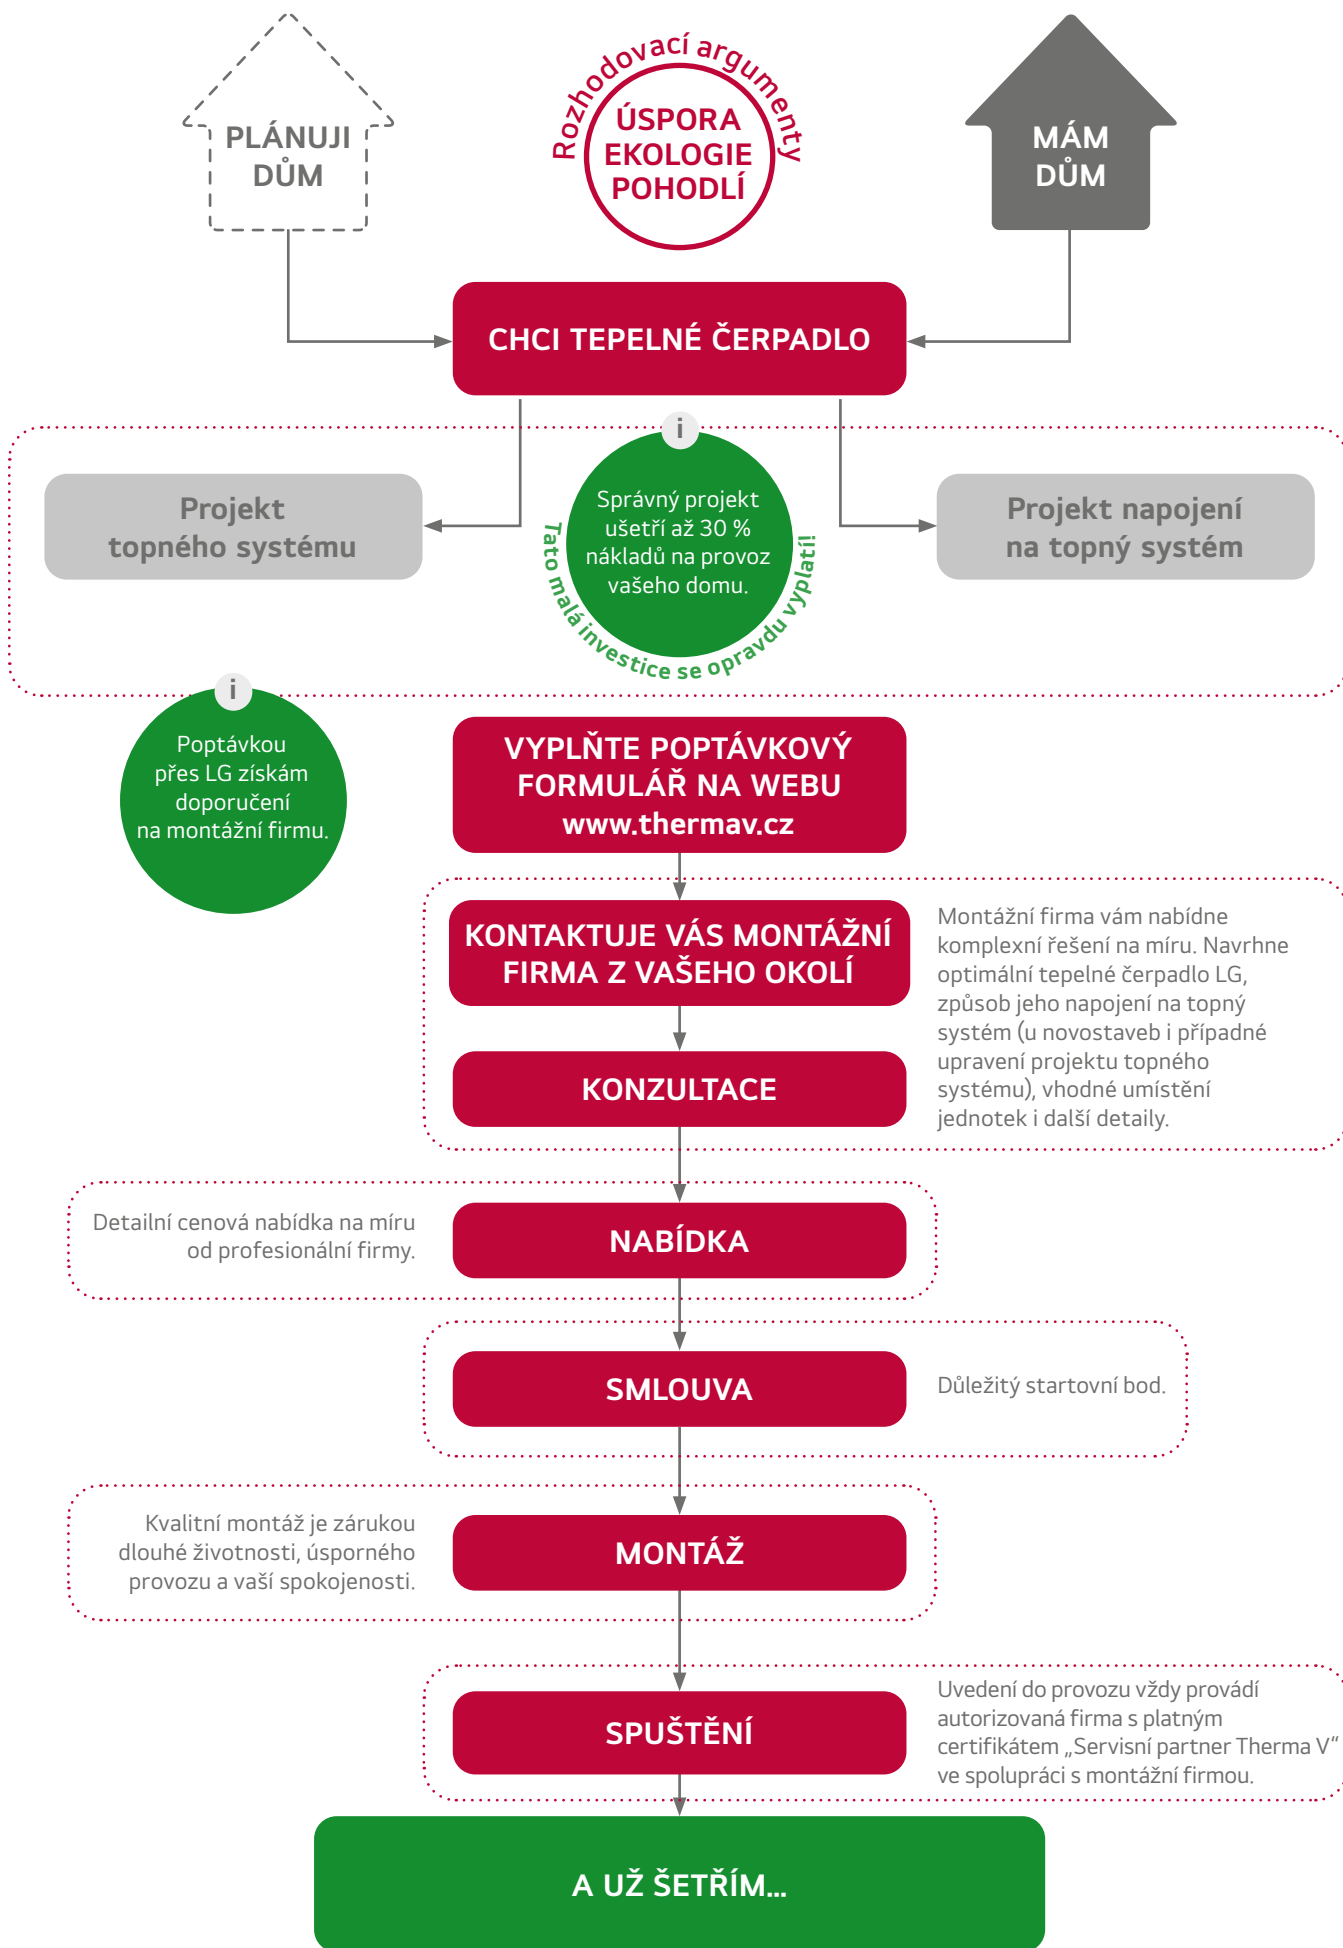 PLÁNUJI
DŮM
Rozhodovací argumenty
ÚSPORA
EKOLOGIE
POHODLÍ
MÁM
DŮM
CHCI TEPELNÉ ČERPADLO
Projekt
topného systému
i
Správný projekt
ušetří až 30 %
nákladů na provoz
vašeho domu.
Tato malá investice se opravdu vyplatí!
Projekt napojení
na topný systém
i
Poptávkou
přes LG získám
doporučení
na montážní firmu.
VYPLŇTE POPTÁVKOVÝ
FORMULÁŘ NA WEBU
www.thermav.cz
KONTAKTUJE VÁS MONTÁŽNÍ
FIRMA Z VAŠEHO OKOLÍ
KONZULTACE
Montážní firma vám nabídne
komplexní řešení na míru. Navrhne
optimální tepelné čerpadlo LG,
způsob jeho napojení na topný
systém (u novostaveb i případné
upravení projektu topného
systému), vhodné umístění
jednotek i další detaily.
Detailní cenová nabídka na míru
od profesionální firmy.
NABÍDKA
SMLOUVA
Důležitý startovní bod.
Kvalitní montáž je zárukou
dlouhé životnosti, úsporného
provozu a vaší spokojenosti.
MONTÁŽ
SPUŠTĚNÍ
Uvedení do provozu vždy provádí
autorizovaná firma s platným
certifikátem „Servisní partner Therma V“
ve spolupráci s montážní firmou.
A UŽ ŠETŘÍM...